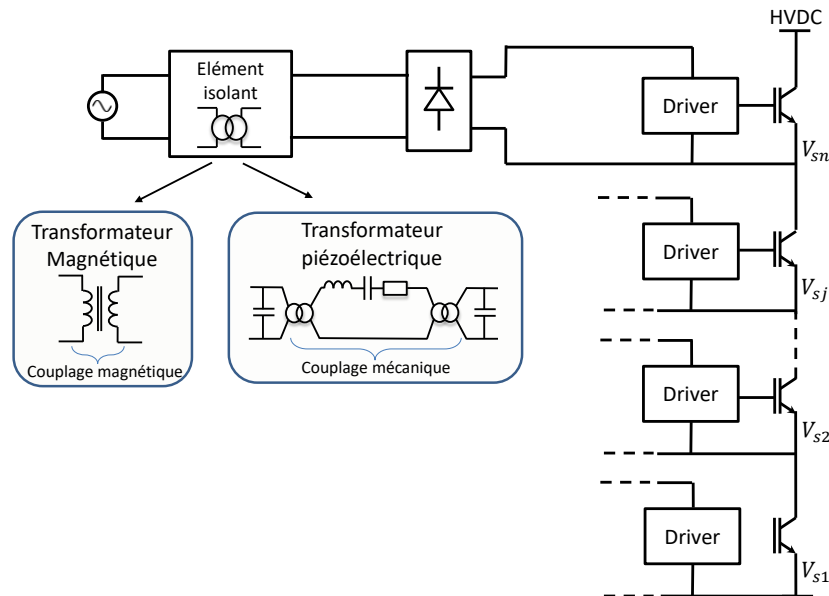 HVDC
Elément
isolant
Driver
V_sn
Transformateur
Magnétique
Couplage magnétique
Transformateur
piézoélectrique
Couplage mécanique
Driver
V_sj
Driver
V_s2
Driver
V_s1